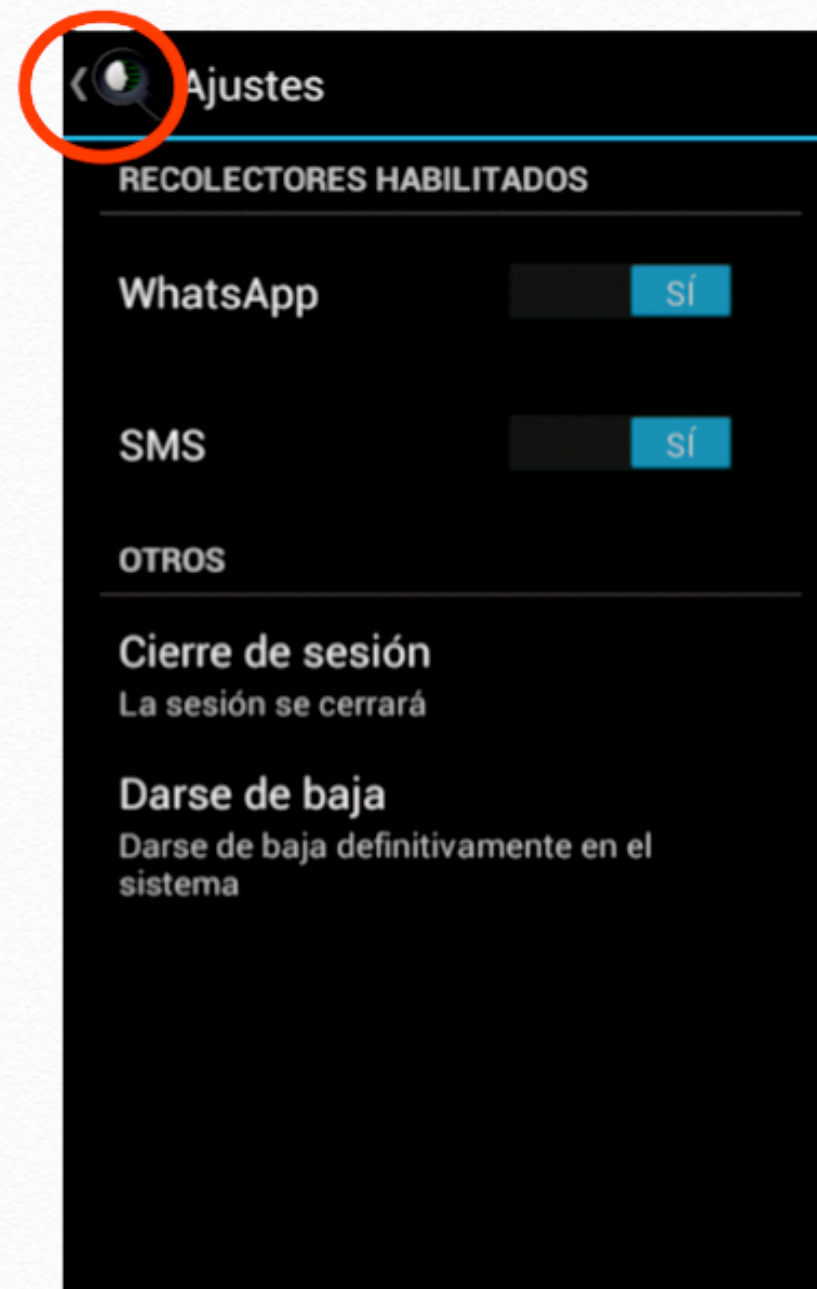 Ajustes
RECOLECTORES HABILITADOS
WhatsApp SÍ
SMS SÍ
OTROS
Cierre de sesión
La sesión se cerrará
Darse de baja
Darse de baja definitivamente en el
sistema